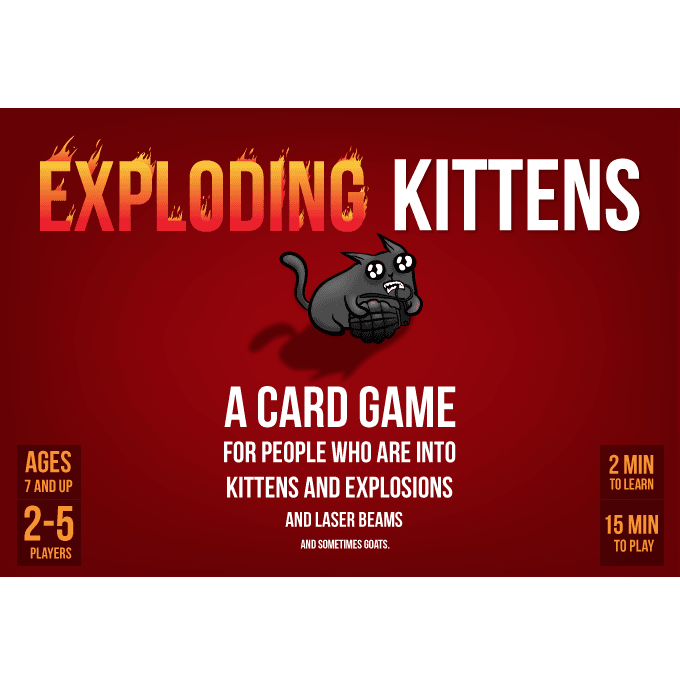 EXPLODING KITTENS
A CARD GAME
FOR PEOPLE WHO ARE INTO
KITTENS AND EXPLOSIONS
AND LASER BEAMS
AND SOMETIMES GOATS.
AGES
7 AND UP
2-5
PLAYERS
2 MIN
TO LEARN
15 MIN
TO PLAY